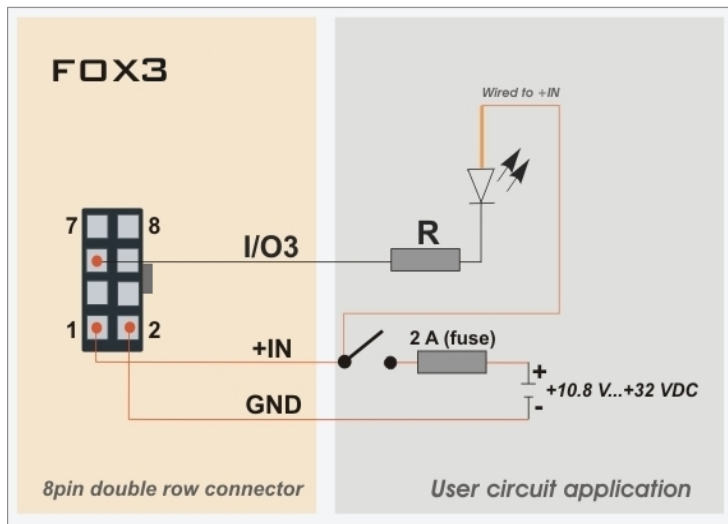 FOX3
Wired to +IN
7
8
I/O3
R
1
2
+IN
2 A (fuse)
+
-
+10.8 V...+32 VDC
GND
8pin double row connector
User circuit application